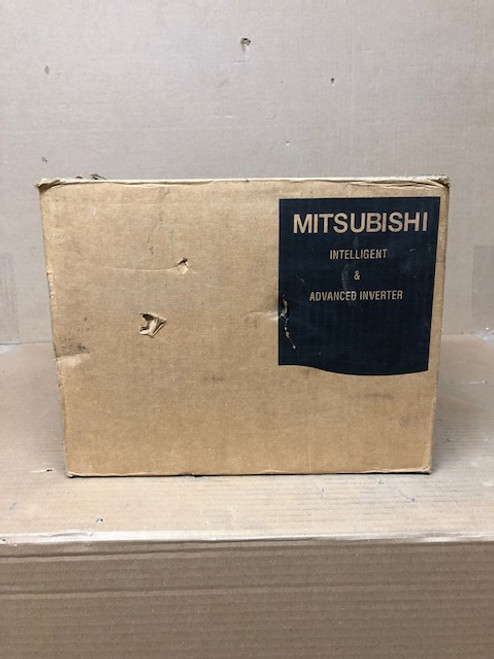 MITSUBISHI
INTELLIGENT
&
ADVANCED INVERTER